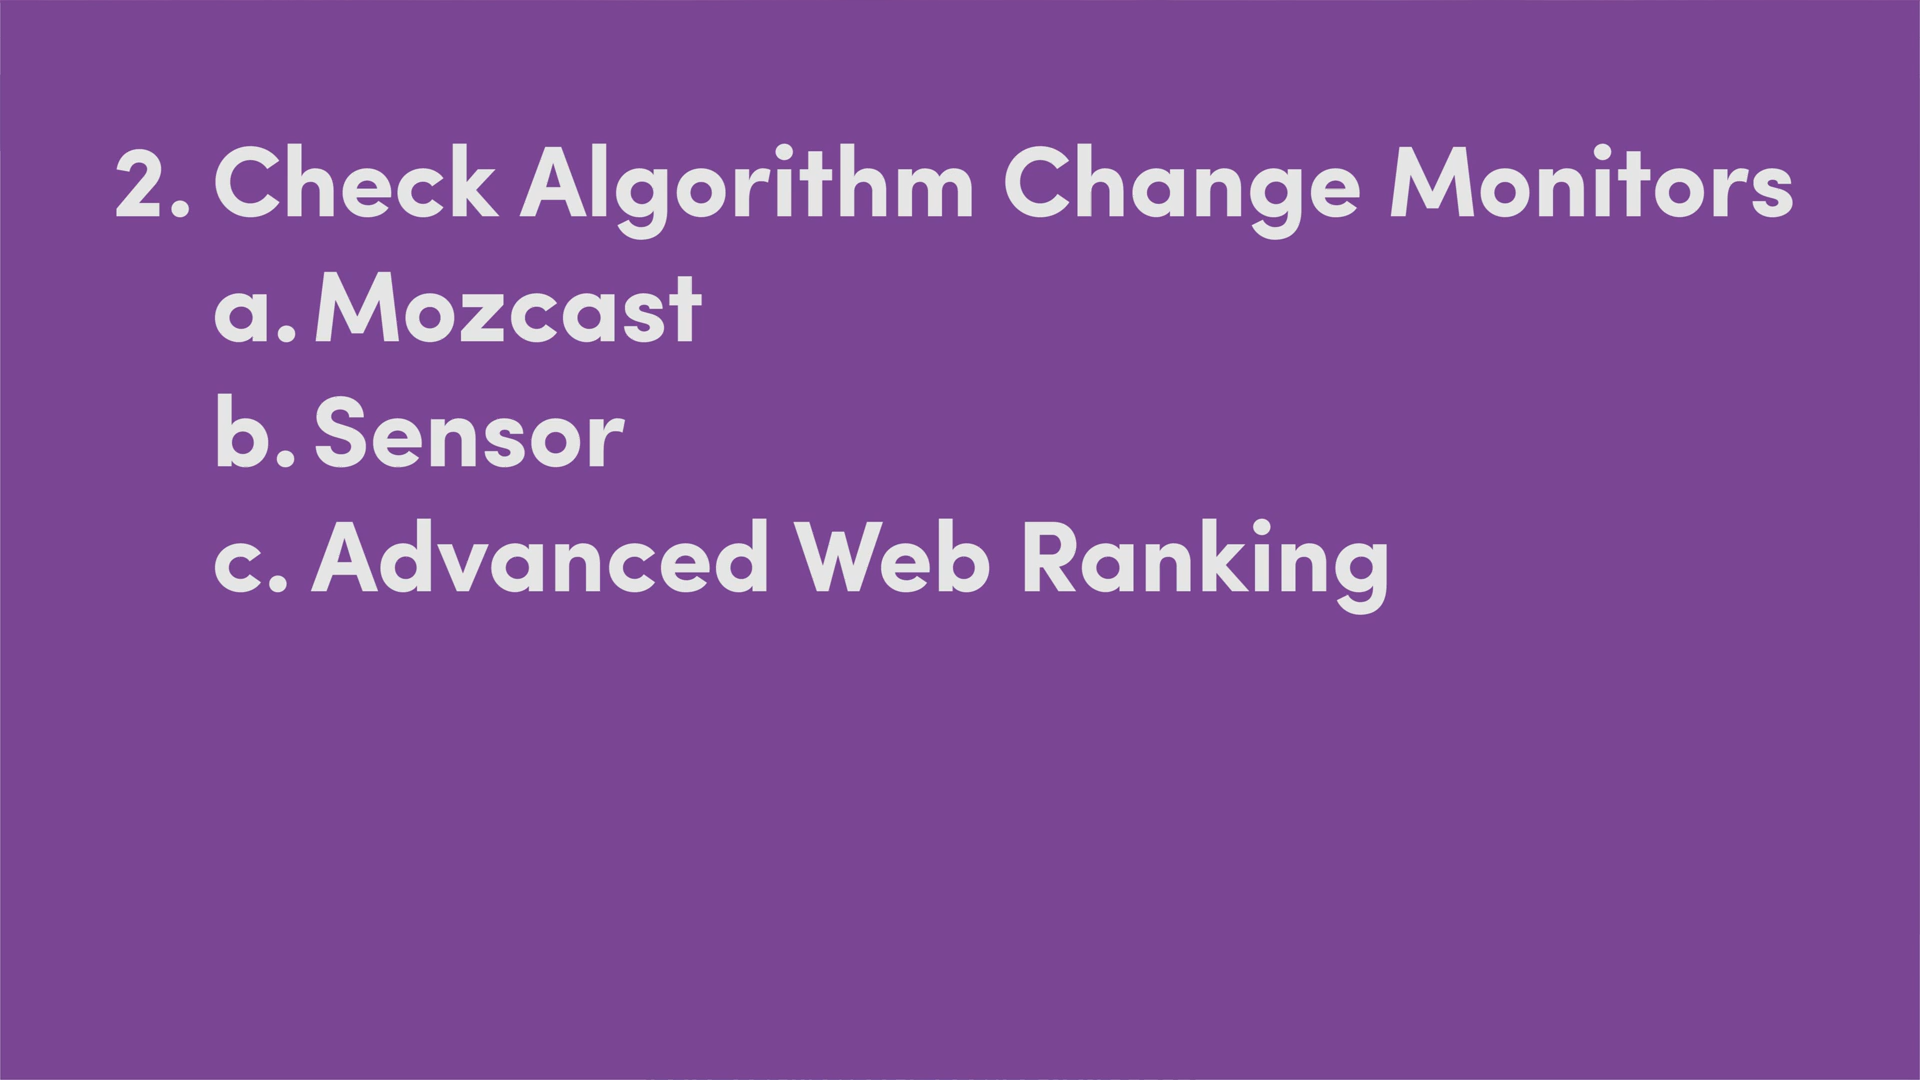 2. Check Algorithm Change Monitors
a. Mozcast
b. Sensor
c. Advanced Web Ranking